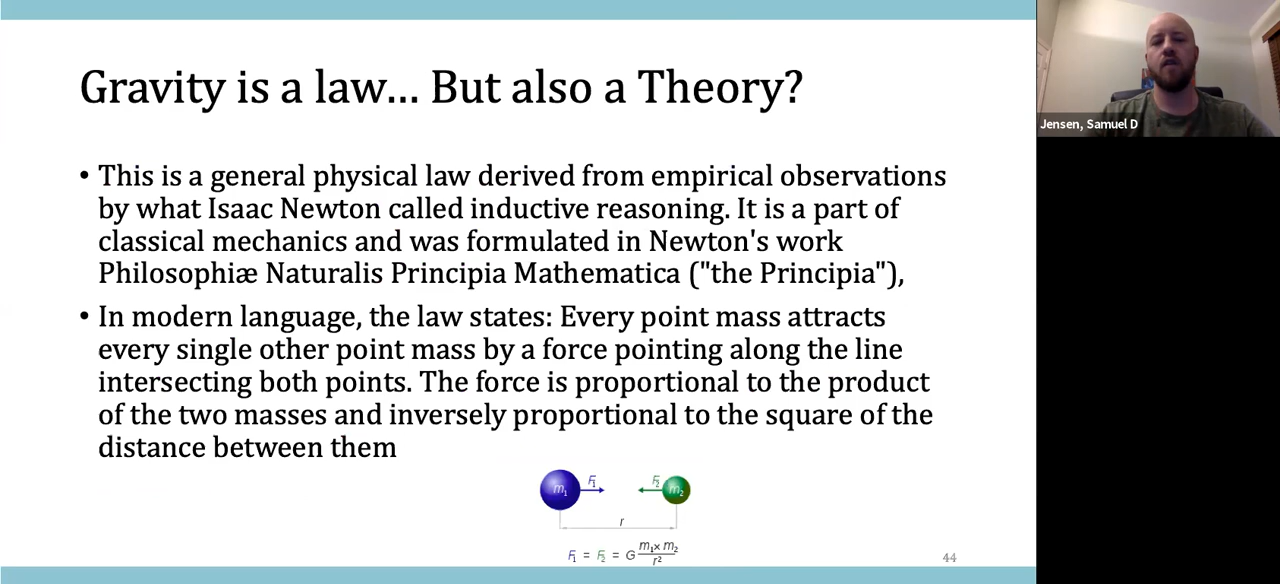 Gravity is a law... But also a Theory?
• This is a general physical law derived from empirical observations
by what Isaac Newton called inductive reasoning. It is a part of
classical mechanics and was formulated in Newton's work
Philosophiæ Naturalis Principia Mathematica ("the Principia"),
• In modern language, the law states: Every point mass attracts
every single other point mass by a force pointing along the line
intersecting both points. The force is proportional to the product
of the two masses and inversely proportional to the square of the
distance between them
m₁ F₁ F₂ m₂
r
F₁ = F₂ = G m₁ × m₂ / r²
44
Jensen, Samuel D